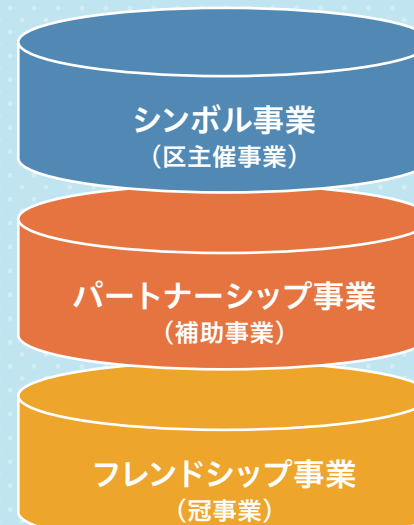 シンボル事業
（区主催事業）
パートナーシップ事業
（補助事業）
フレンドシップ事業
（冠事業）